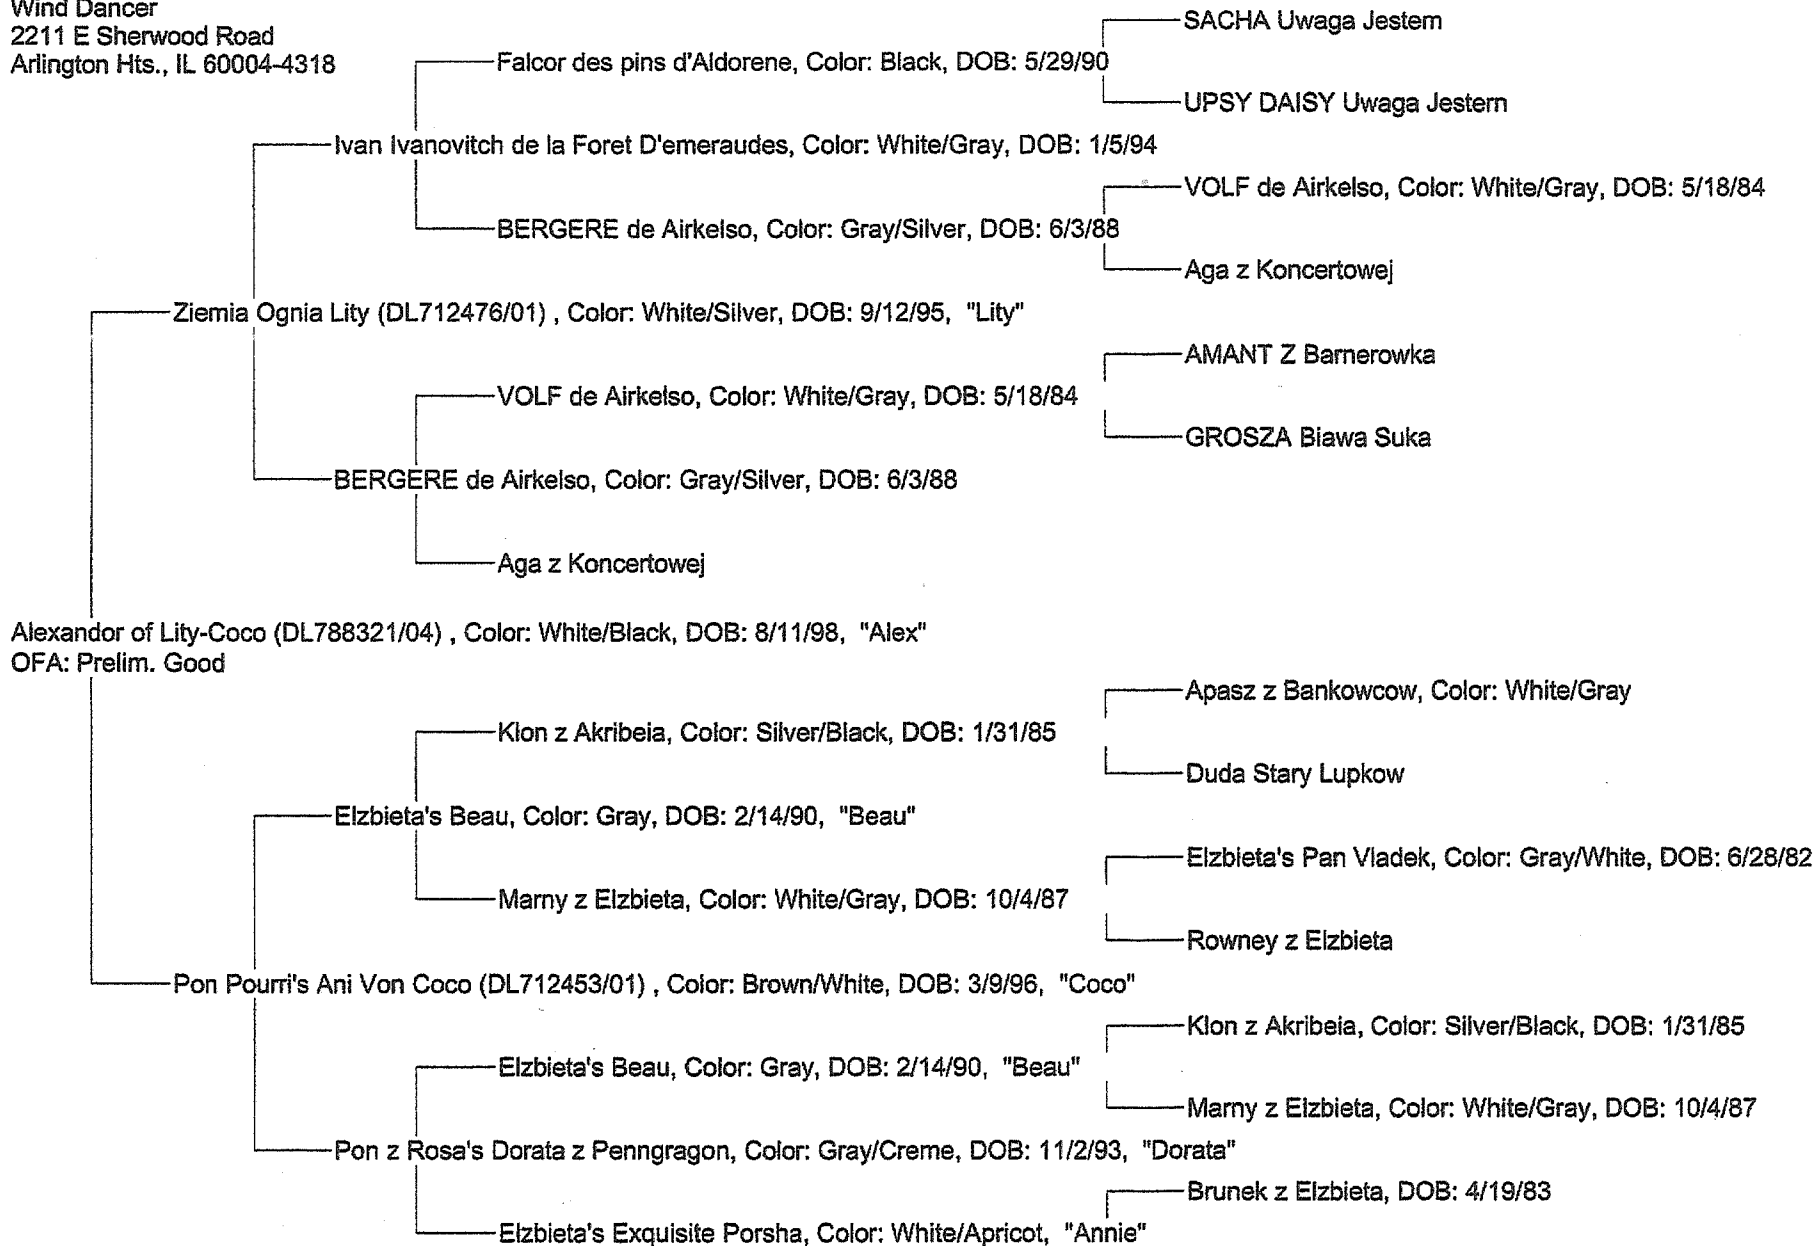 Wind Dancer
2211 E Sherwood Road
Arlington Hts., IL 60004-4318
SACHA Uwaga Jestem
Falcor des pins d'Aldorene, Color: Black, DOB: 5/29/90
UPSY DAISY Uwaga Jestem
Ivan Ivanovitch de la Foret D'emeraudes, Color: White/Gray, DOB: 1/5/94
VOLF de Airkelso, Color: White/Gray, DOB: 5/18/84
BERGERE de Airkelso, Color: Gray/Silver, DOB: 6/3/88
Aga z Koncertowej
Ziemia Ognia Lity (DL712476/01) , Color: White/Silver, DOB: 9/12/95, "Lity"
AMANT Z Barnerowka
VOLF de Airkelso, Color: White/Gray, DOB: 5/18/84
GROSZA Biawa Suka
BERGERE de Airkelso, Color: Gray/Silver, DOB: 6/3/88
Aga z Koncertowej
Alexandor of Lity-Coco (DL788321/04) , Color: White/Black, DOB: 8/11/98, "Alex"
OFA: Prelim. Good
Apasz z Bankowcow, Color: White/Gray
Klon z Akribeia, Color: Silver/Black, DOB: 1/31/85
Duda Stary Lupkow
Elzbieta's Beau, Color: Gray, DOB: 2/14/90, "Beau"
Elzbieta's Pan Vladek, Color: Gray/White, DOB: 6/28/82
Marny z Elzbieta, Color: White/Gray, DOB: 10/4/87
Rowney z Elzbieta
Pon Pourri's Ani Von Coco (DL712453/01) , Color: Brown/White, DOB: 3/9/96, "Coco"
Klon z Akribeia, Color: Silver/Black, DOB: 1/31/85
Elzbieta's Beau, Color: Gray, DOB: 2/14/90, "Beau"
Marny z Elzbieta, Color: White/Gray, DOB: 10/4/87
Pon z Rosa's Dorata z Penngragon, Color: Gray/Creme, DOB: 11/2/93, "Dorata"
Brunek z Elzbieta, DOB: 4/19/83
Elzbieta's Exquisite Porsha, Color: White/Apricot, "Annie"